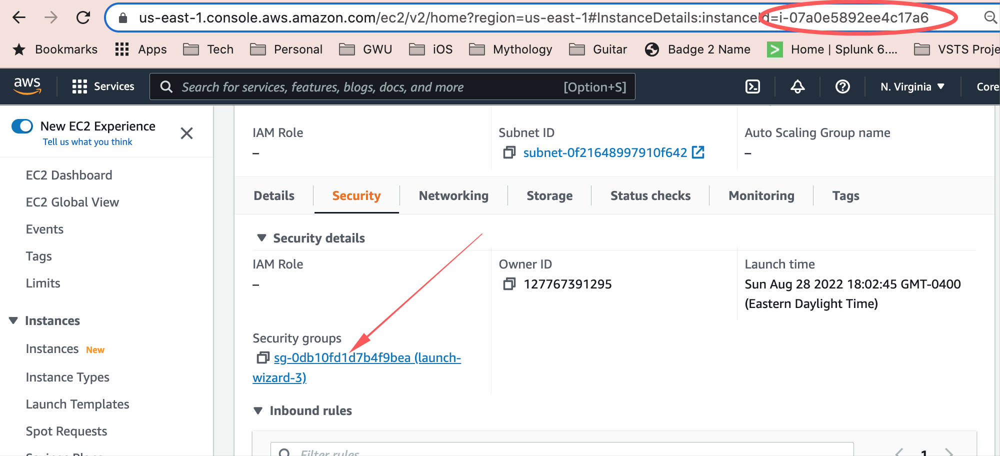 us-east-1.console.aws.amazon.com/ec2/v2/home?region=us-east-1#InstanceDetails:instanceId=i-07a0e5892ee4c17a6
Bookmarks Apps Tech Personal GWU iOS Mythology Guitar Badge 2 Name Home | Splunk 6.... VSTS Proje
aws Services Search for services, features, blogs, docs, and more [Option+S] N. Virginia ▼ Core
New EC2 Experience
Tell us what you think
EC2 Dashboard
EC2 Global View
Events
Tags
Limits
Instances
Instances New
Instance Types
Launch Templates
Spot Requests
Savings Plans
IAM Role
–
Subnet ID
subnet-0f21648997910f642
Auto Scaling Group name
–
Details Security Networking Storage Status checks Monitoring Tags
Security details
IAM Role
–
Owner ID
127767391295
Launch time
Sun Aug 28 2022 18:02:45 GMT-0400
(Eastern Daylight Time)
Security groups
sg-0db10fd1d7b4f9bea (launch-
wizard-3)
Inbound rules
Filter rules
1